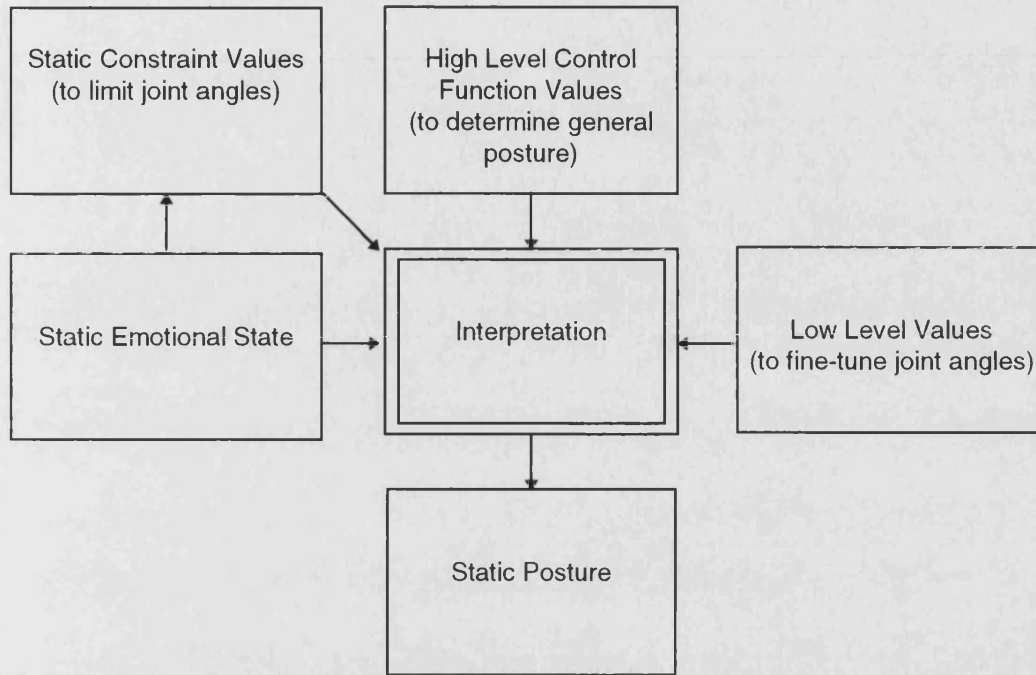 Static Constraint Values
(to limit joint angles)
High Level Control
Function Values
(to determine general
posture)
Static Emotional State
Interpretation
Low Level Values
(to fine-tune joint angles)
Static Posture